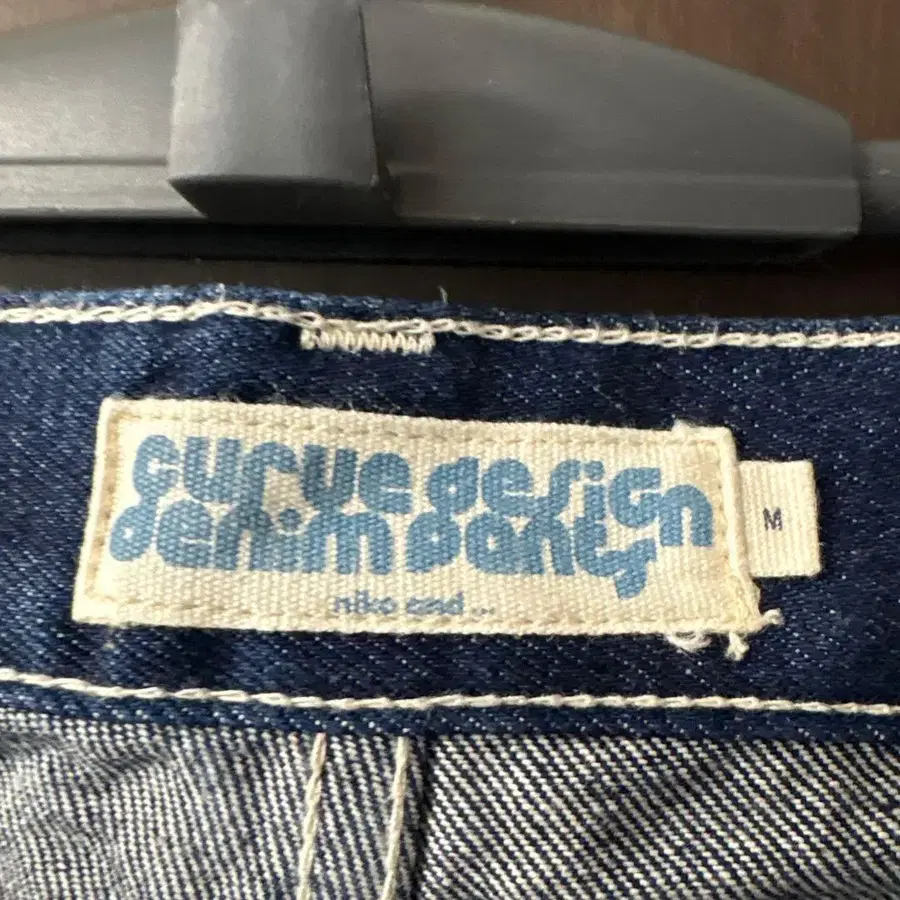 curve design
denim pants
niko and ...
M